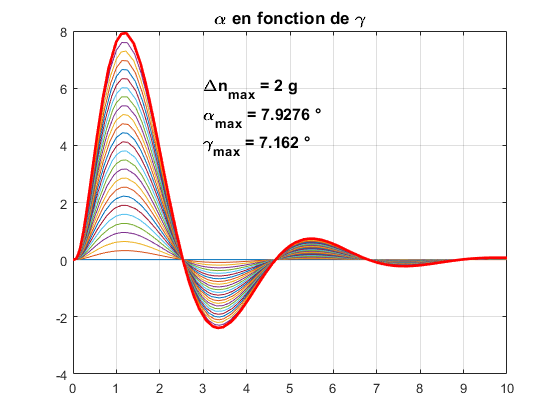 α en fonction de γ
8
6
4
2
0
-2
-4
Δn_max = 2 g
α_max = 7.9276 °
γ_max = 7.162 °
0 1 2 3 4 5 6 7 8 9 10